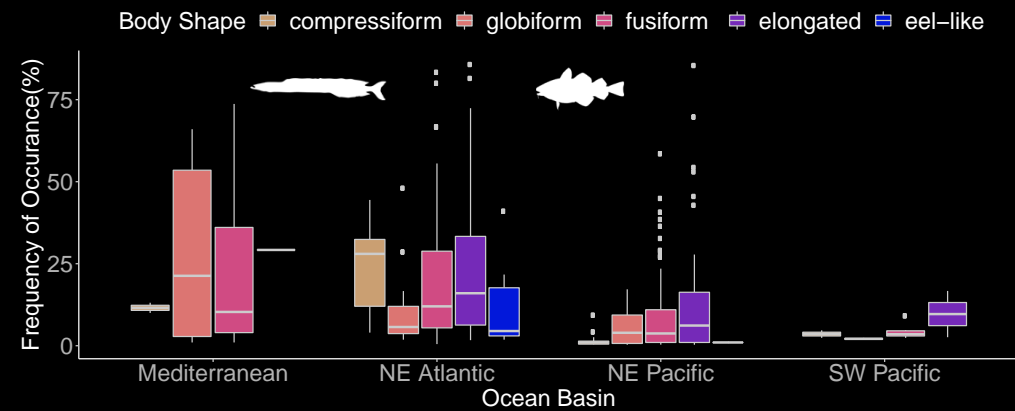 Body Shape compressiform globiform fusiform elongated eel−like
Frequency of Occurance(%)
75
50
25
0
Mediterranean NE Atlantic NE Pacific SW Pacific
Ocean Basin